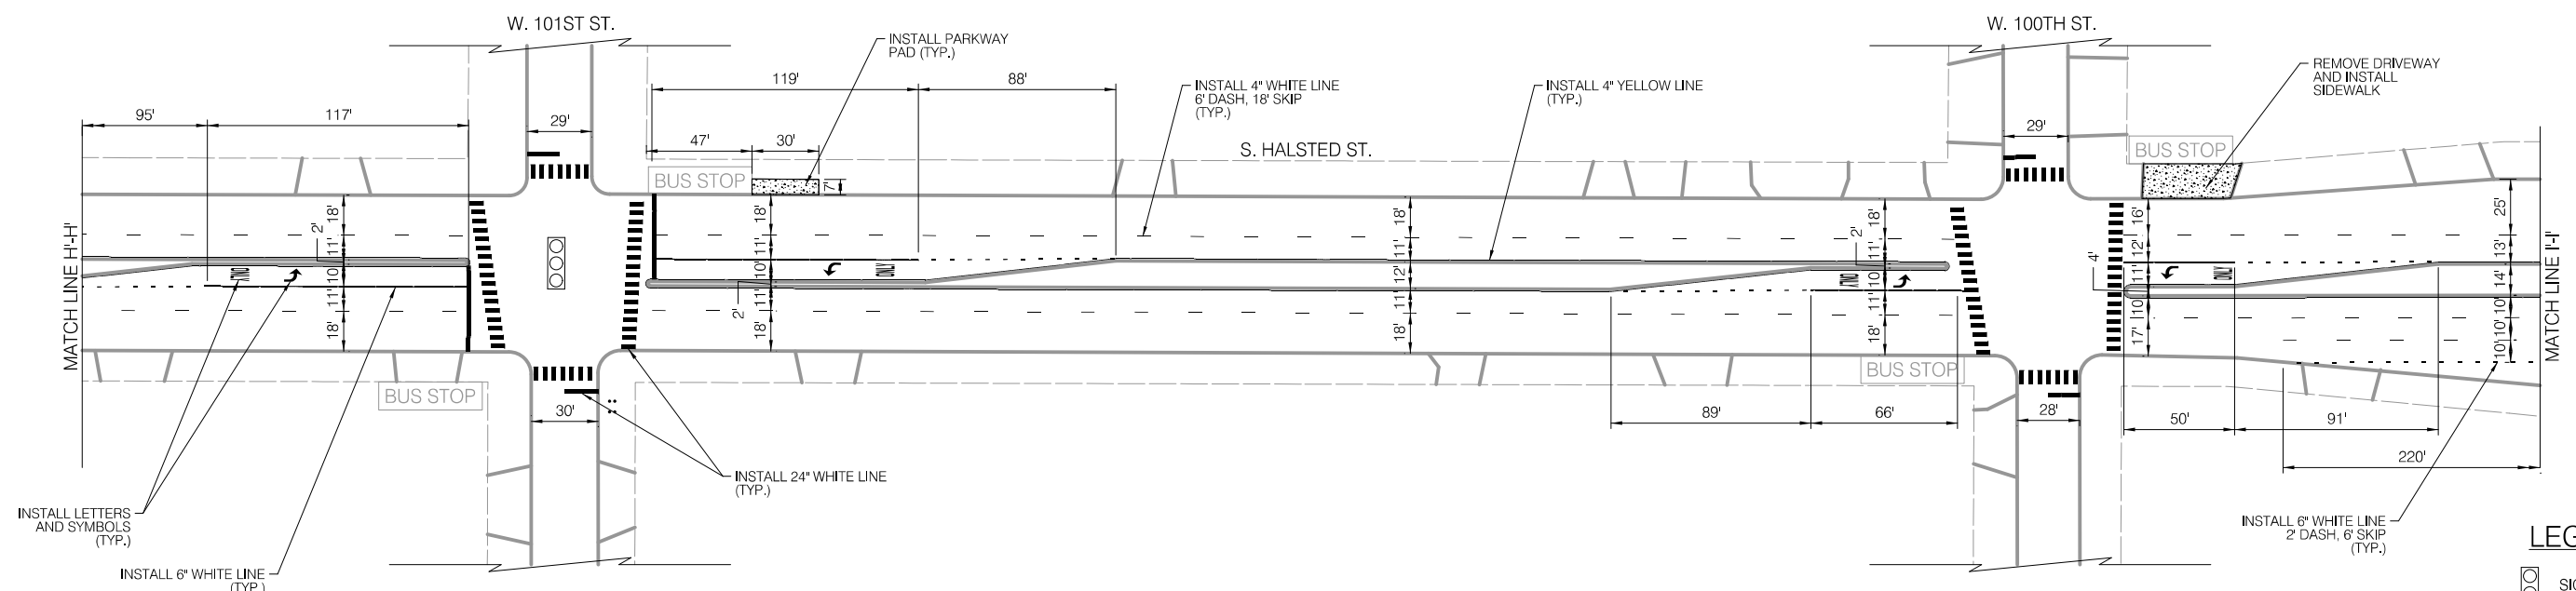 W. 101ST ST.
W. 100TH ST.
INSTALL PARKWAY
PAD (TYP.)
119'
88'
INSTALL 4" WHITE LINE
6' DASH, 18' SKIP
(TYP.)
INSTALL 4" YELLOW LINE
(TYP.)
REMOVE DRIVEWAY
AND INSTALL
SIDEWALK
95'
117'
29'
47'
30'
S. HALSTED ST.
29'
BUS STOP
BUS STOP
7'
MATCH LINE H'-H'
18'
11'
2'
10'
11'
18'
ONLY
18'
11'
10'
2'
11'
18'
ONLY
18'
11'
12'
11'
18'
18'
11'
2'
10'
11'
18'
ONLY
16'
12'
11'
4'
10'
17'
ONLY
25'
13'
14'
10'
10'
10'
MATCH LINE I'-I'
BUS STOP
BUS STOP
30'
89'
66'
28'
50'
91'
220'
INSTALL 24" WHITE LINE
(TYP.)
INSTALL LETTERS
AND SYMBOLS
(TYP.)
INSTALL 6" WHITE LINE
(TYP.)
INSTALL 6" WHITE LINE
2' DASH, 6' SKIP
(TYP.)
LEG
SIG